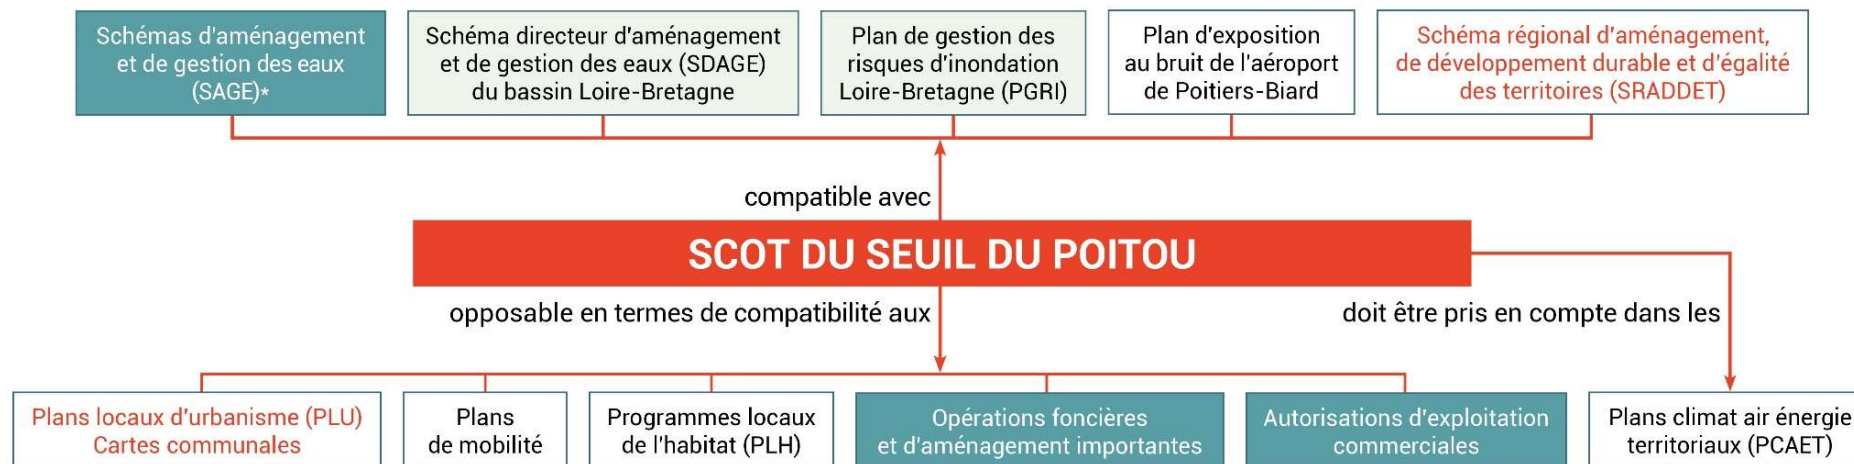 Schémas d'aménagement
et de gestion des eaux
(SAGE)*
Schéma directeur d'aménagement
et de gestion des eaux (SDAGE)
du bassin Loire-Bretagne
Plan de gestion des
risques d'inondation
Loire-Bretagne (PGRI)
Plan d'exposition
au bruit de l'aéroport
de Poitiers-Biard
Schéma régional d'aménagement,
de développement durable et d'égalité
des territoires (SRADDET)
compatible avec
SCOT DU SEUIL DU POITOU
opposable en termes de compatibilité aux
doit être pris en compte dans les
Plans locaux d'urbanisme (PLU)
Cartes communales
Plans
de mobilité
Programmes locaux
de l'habitat (PLH)
Opérations foncières
et d'aménagement importantes
Autorisations d'exploitation
commerciales
Plans climat air énergie
territoriaux (PCAET)